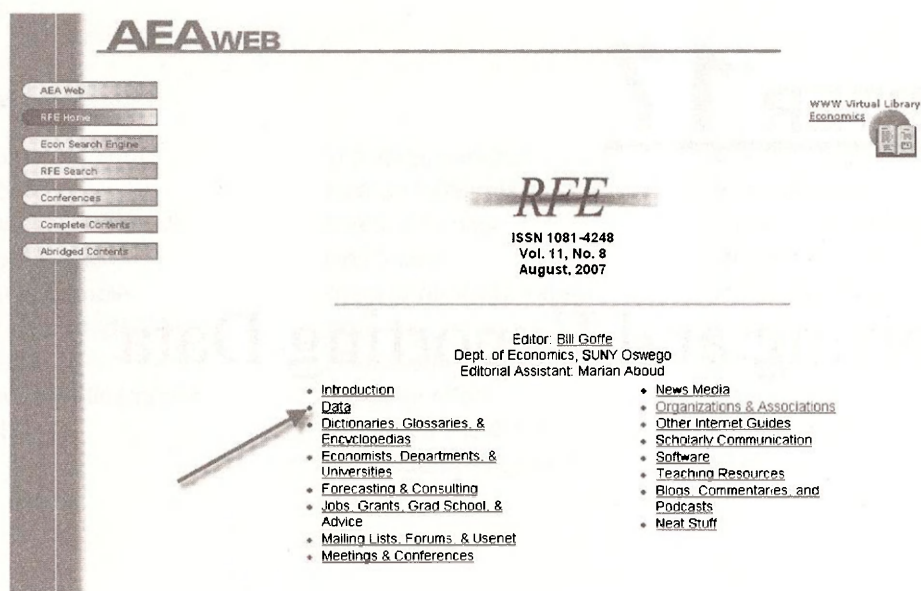 AEAWEB
AEA Web
RFE Home
Econ Search Engine
RFE Search
Conferences
Complete Contents
Abridged Contents
WWW Virtual Library
Economics
RFE
ISSN 1081-4248
Vol. 11, No. 8
August, 2007
Editor: Bill Goffe
Dept. of Economics, SUNY Oswego
Editorial Assistant: Marian Aboud
Introduction
Data
Dictionaries, Glossaries, &
Encyclopedias
Economists, Departments, &
Universities
Forecasting & Consulting
Jobs, Grants, Grad School, &
Advice
Mailing Lists, Forums, & Usenet
Meetings & Conferences
News Media
Organizations & Associations
Other Internet Guides
Scholarly Communication
Software
Teaching Resources
Blogs, Commentaries, and
Podcasts
Neat Stuff